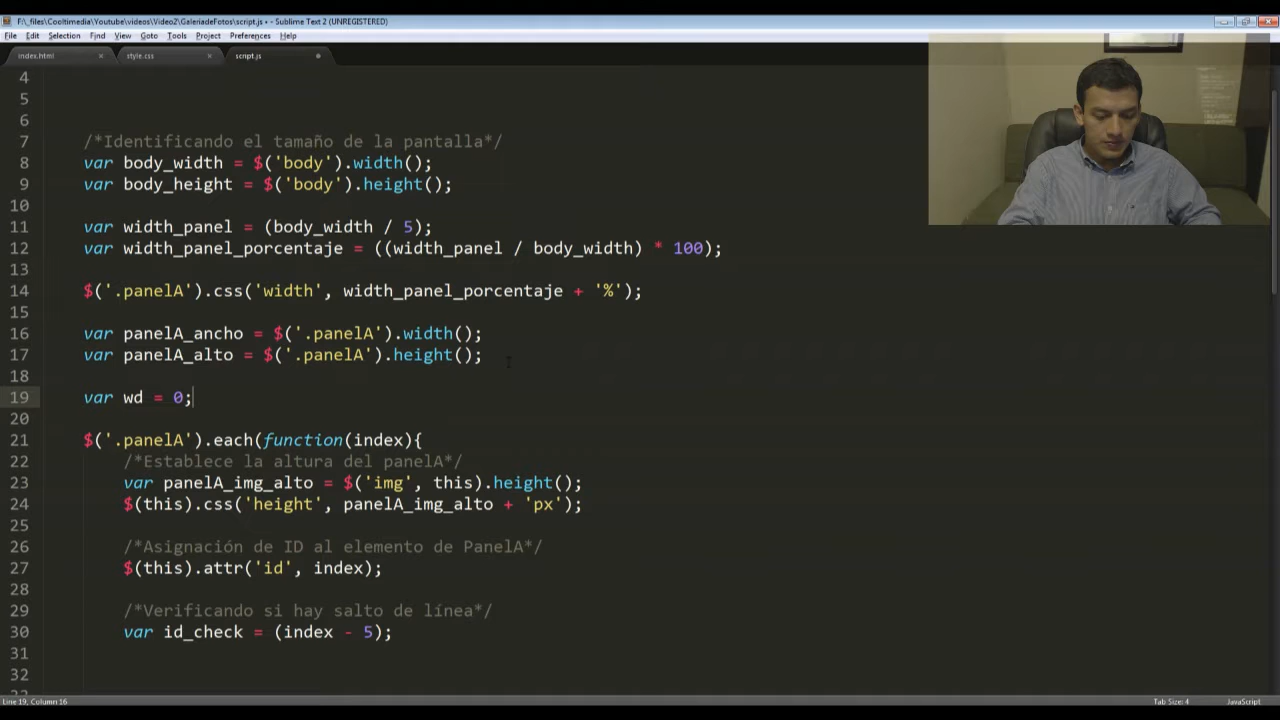 F:\_files\Cooltimedia\Youtube\videos\Video2\GaleriadeFotos\script.js • - Sublime Text 2 (UNREGISTERED)
File Edit Selection Find View Goto Tools Project Preferences Help
index.html × style.css × script.js
4
5
6
7 /*Identificando el tamaño de la pantalla*/
8 var body_width = $('body').width();
9 var body_height = $('body').height();
10
11 var width_panel = (body_width / 5);
12 var width_panel_porcentaje = ((width_panel / body_width) * 100);
13
14 $('.panelA').css('width', width_panel_porcentaje + '%');
15
16 var panelA_ancho = $('.panelA').width();
17 var panelA_alto = $('.panelA').height();
18
19 var wd = 0;
20
21 $('.panelA').each(function(index){
22 /*Establece la altura del panelA*/
23 var panelA_img_alto = $('img', this).height();
24 $(this).css('height', panelA_img_alto + 'px');
25
26 /*Asignación de ID al elemento de PanelA*/
27 $(this).attr('id', index);
28
29 /*Verificando si hay salto de línea*/
30 var id_check = (index - 5);
31
32
Line 19, Column 16 Tab Size: 4 JavaScript